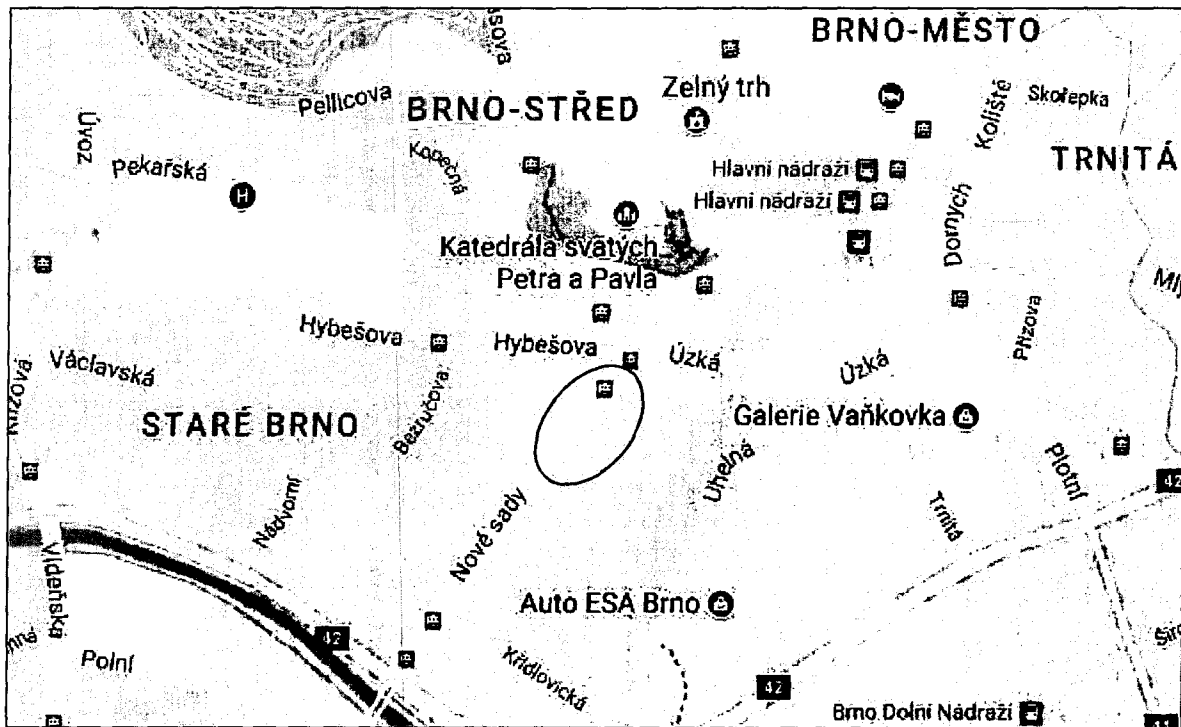 BRNO-MĚSTO
Zelný trh
Koliště
Skořepka
Pellicova
BRNO-STŘED
Úvoz
Pekařská
Kopečná
H
TRNITÁ
Hlavní nádraží
Hlavní nádraží
Dornych
Katedrála svatých
Petra a Pavla
Hybešova
Hybešova
Úzká
Úzká
Přízova
Křížová
Václavská
Bezručova
STARÉ BRNO
Galerie Vaňkovka
Uhelná
Plotní
42
Nádvorní
Nové sady
Trnitá
Vídeňská
Auto ESA Brno
42
Polní
Křídlovická
42
Brno Dolní Nádraží